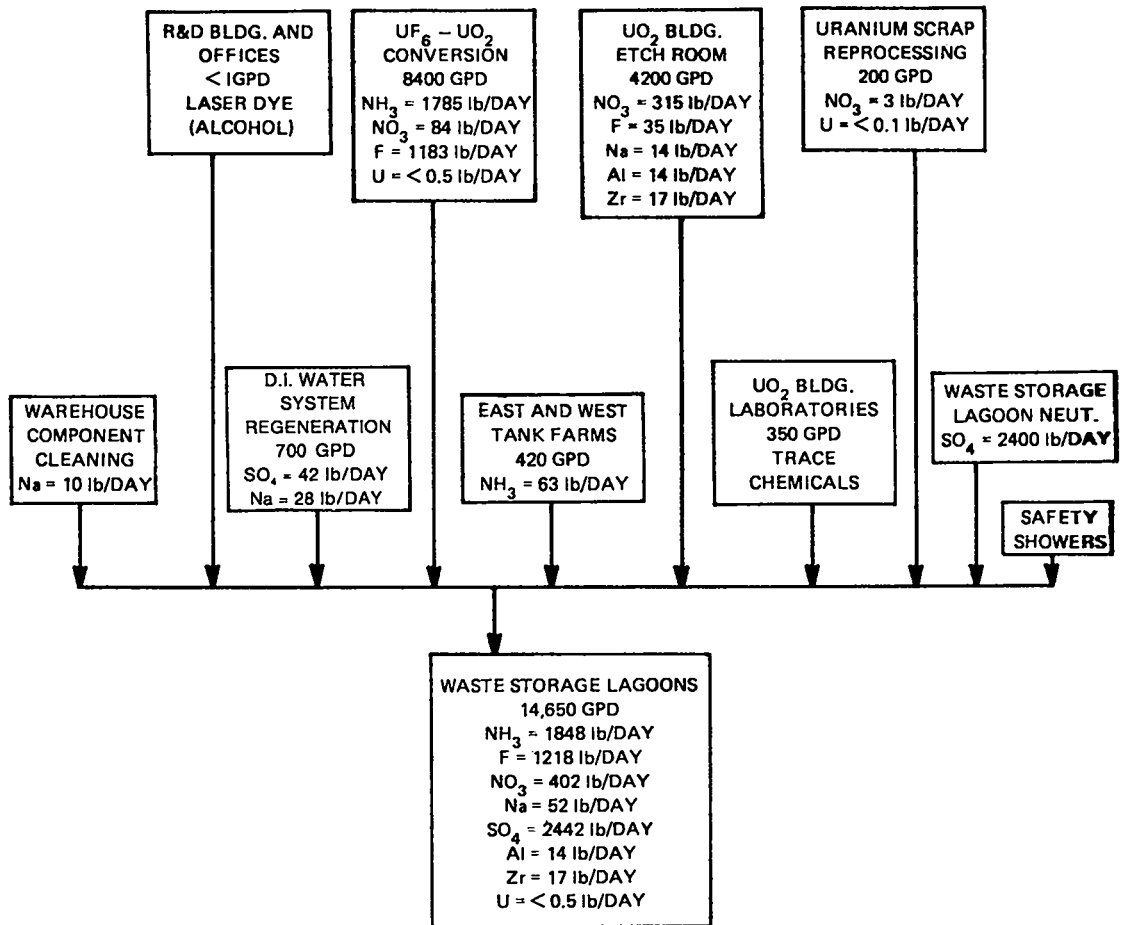 R&D BLDG. AND
OFFICES
< IGPD
LASER DYE
(ALCOHOL)
UF6 – UO2
CONVERSION
8400 GPD
NH3 = 1785 lb/DAY
NO3 = 84 lb/DAY
F = 1183 lb/DAY
U = < 0.5 lb/DAY
UO2 BLDG.
ETCH ROOM
4200 GPD
NO3 = 315 lb/DAY
F = 35 lb/DAY
Na = 14 lb/DAY
Al = 14 lb/DAY
Zr = 17 lb/DAY
URANIUM SCRAP
REPROCESSING
200 GPD
NO3 = 3 lb/DAY
U = < 0.1 lb/DAY
WAREHOUSE
COMPONENT
CLEANING
Na = 10 lb/DAY
D.I. WATER
SYSTEM
REGENERATION
700 GPD
SO4 = 42 lb/DAY
Na = 28 lb/DAY
EAST AND WEST
TANK FARMS
420 GPD
NH3 = 63 lb/DAY
UO2 BLDG.
LABORATORIES
350 GPD
TRACE
CHEMICALS
WASTE STORAGE
LAGOON NEUT.
SO4 = 2400 lb/DAY
SAFETY
SHOWERS
WASTE STORAGE LAGOONS
14,650 GPD
NH3 = 1848 lb/DAY
F = 1218 lb/DAY
NO3 = 402 lb/DAY
Na = 52 lb/DAY
SO4 = 2442 lb/DAY
Al = 14 lb/DAY
Zr = 17 lb/DAY
U = < 0.5 lb/DAY